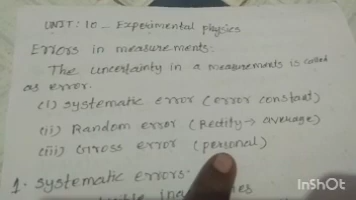 UNIT: 10 - Experimental physics
Errors in measurements:
The uncertainty in a measurements is called
as error.
(i) systematic error (error constant)
(ii) Random error (Rectify → average)
(iii) Gross error (personal)
1. systematic errors:
InShOt